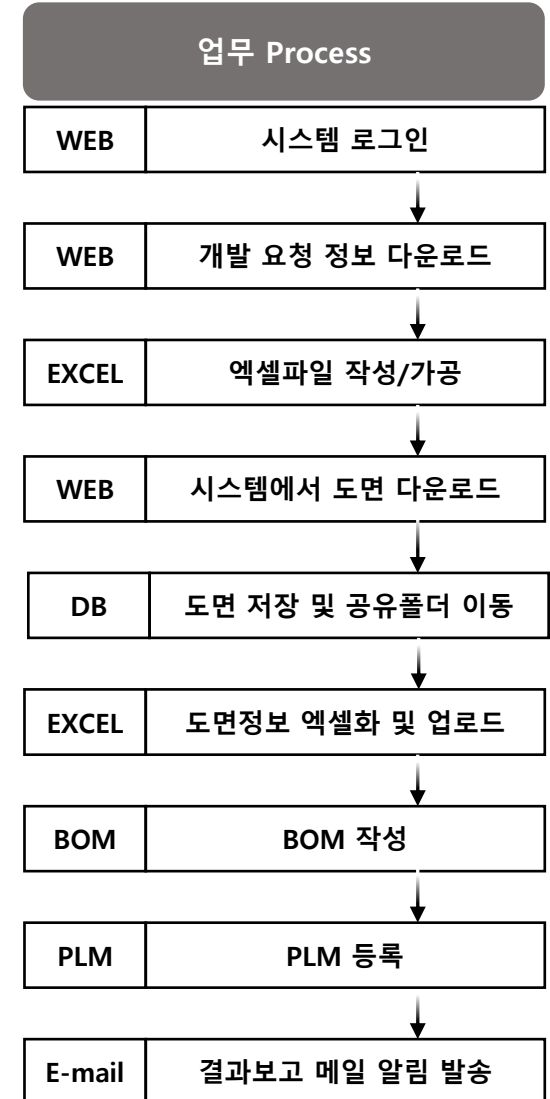 업무 Process
WEB 시스템 로그인
WEB 개발 요청 정보 다운로드
EXCEL 엑셀파일 작성/가공
WEB 시스템에서 도면 다운로드
DB 도면 저장 및 공유폴더 이동
EXCEL 도면정보 엑셀화 및 업로드
BOM BOM 작성
PLM PLM 등록
E-mail 결과보고 메일 알림 발송